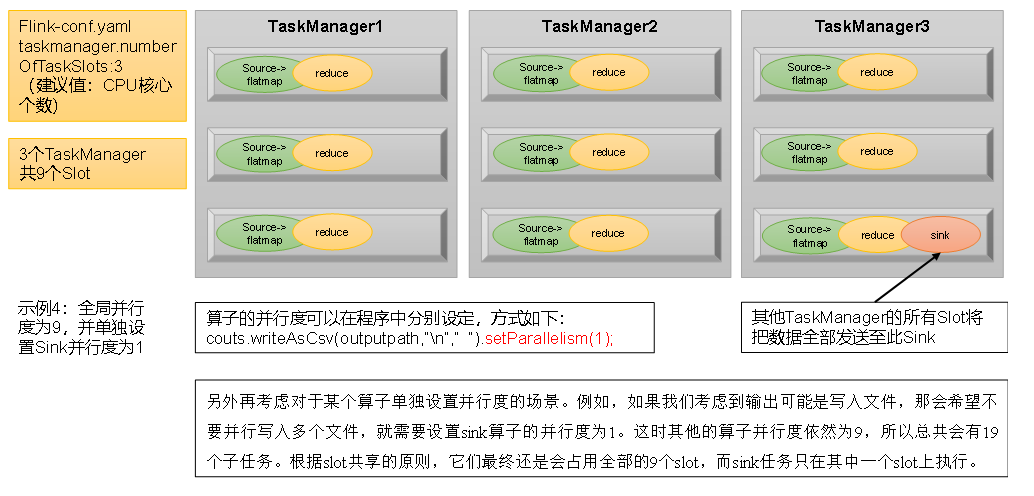 Flink-conf.yaml
taskmanager.number
OfTaskSlots:3
（建议值：CPU核心
个数）
3个TaskManager
共9个Slot
TaskManager1
Source->
flatmap
reduce
Source->
flatmap
reduce
Source->
flatmap
reduce
TaskManager2
Source->
flatmap
reduce
Source->
flatmap
reduce
Source->
flatmap
reduce
TaskManager3
Source->
flatmap
reduce
Source->
flatmap
reduce
Source->
flatmap
reduce
sink
示例4：全局并行
度为9，并单独设
置Sink并行度为1
算子的并行度可以在程序中分别设定，方式如下：
couts.writeAsCsv(outputpath,"\n"," ").setParallelism(1);
其他TaskManager的所有Slot将
把数据全部发送至此Sink
另外再考虑对于某个算子单独设置并行度的场景。例如，如果我们考虑到输出可能是写入文件，那会希望不
要并行写入多个文件，就需要设置sink算子的并行度为1。这时其他的算子并行度依然为9，所以总共会有19
个子任务。根据slot共享的原则，它们最终还是会占用全部的9个slot，而sink任务只在其中一个slot上执行。